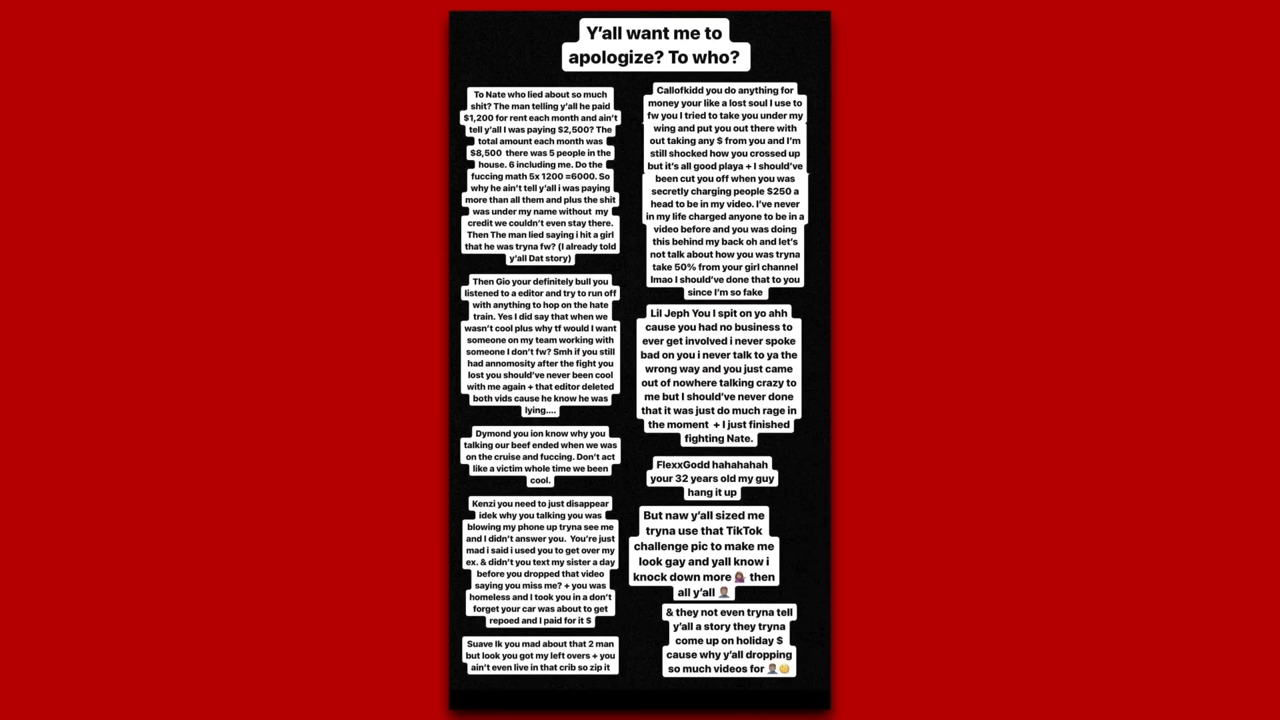 Y'all want me to
apologize? To who?
To Nate who lied about so much
shit? The man telling y'all he paid
$1,200 for rent each month and ain't
tell y'all I was paying $2,500? The
total amount each month was
$8,500 there was 5 people in the
house. 6 including me. Do the
fuccing math 5x 1200 =6000. So
why he ain't tell y'all i was paying
more than all them and plus the shit
was under my name without my
credit we couldn't even stay there.
Then The man lied saying i hit a girl
that he was tryna fw? (I already told
y'all Dat story)
Then Gio your definitely bull you
listened to a editor and try to run off
with anything to hop on the hate
train. Yes I did say that when we
wasn't cool plus why tf would I want
someone on my team working with
someone I don't fw? Smh if you still
had annomosity after the fight you
lost you should've never been cool
with me again + that editor deleted
both vids cause he know he was
lying....
Dymond you ion know why you
talking our beef ended when we was
on the cruise and fuccing. Don't act
like a victim whole time we been
cool.
Kenzi you need to just disappear
idek why you talking you was
blowing my phone up tryna see me
and I didn't answer you. You're just
mad i said i used you to get over my
ex. & didn't you text my sister a day
before you dropped that video
saying you miss me? + you was
homeless and I took you in a don't
forget your car was about to get
repoed and I paid for it $
Suave Ik you mad about that 2 man
but look you got my left overs + you
ain't even live in that crib so zip it
Callofkidd you do anything for
money your like a lost soul I use to
fw you I tried to take you under my
wing and put you out there with
out taking any $ from you and I'm
still shocked how you crossed up
but it's all good playa + I should've
been cut you off when you was
secretly charging people $250 a
head to be in my video. I've never
in my life charged anyone to be in a
video before and you was doing
this behind my back oh and let's
not talk about how you was tryna
take 50% from your girl channel
lmao I should've done that to you
since I'm so fake
Lil Jeph You I spit on yo ahh
cause you had no business to
ever get involved i never spoke
bad on you i never talk to ya the
wrong way and you just came
out of nowhere talking crazy to
me but I should've never done
that it was just do much rage in
the moment + I just finished
fighting Nate.
FlexxGodd hahahahah
your 32 years old my guy
hang it up
But naw y'all sized me
tryna use that TikTok
challenge pic to make me
look gay and yall know i
knock down more 💁🏽‍♀️ then
all y'all 🤦🏽‍♂️
& they not even tryna tell
y'all a story they tryna
come up on holiday $
cause why y'all dropping
so much videos for 🤦🏽‍♂️🌚